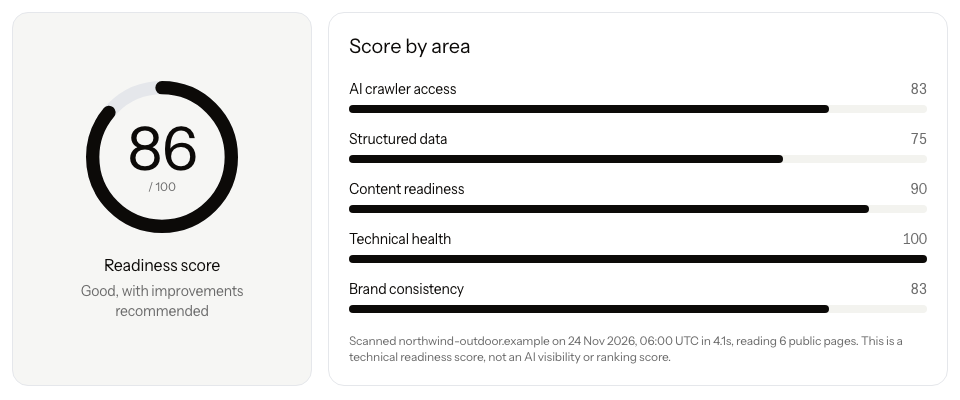 86
/ 100
Readiness score
Good, with improvements
recommended
Score by area
AI crawler access 83
Structured data 75
Content readiness 90
Technical health 100
Brand consistency 83
Scanned northwind-outdoor.example on 24 Nov 2026, 06:00 UTC in 4.1s, reading 6 public pages. This is a
technical readiness score, not an AI visibility or ranking score.